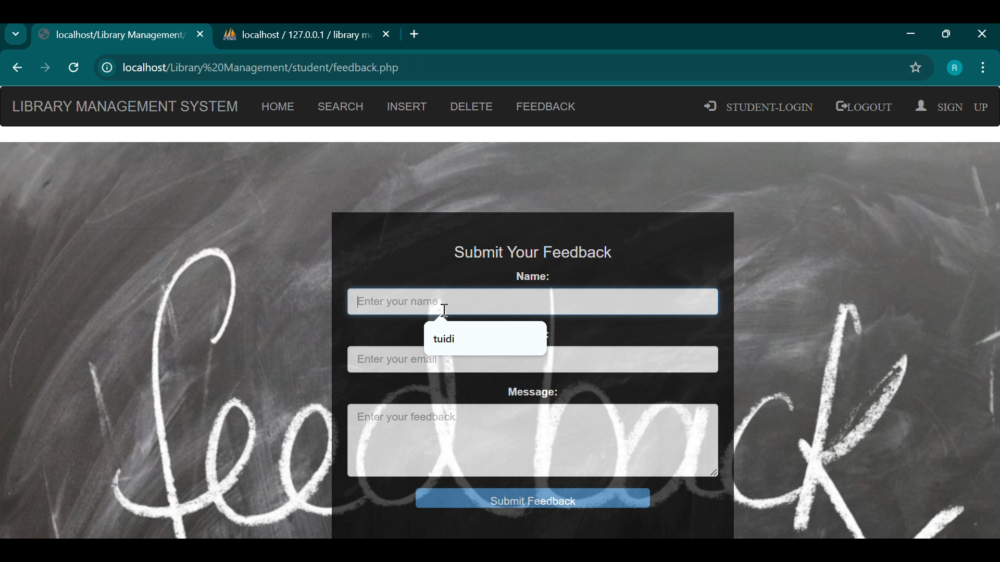 localhost/Library Management/
localhost / 127.0.0.1 / library ma
localhost/Library%20Management/student/feedback.php
R
LIBRARY MANAGEMENT SYSTEM HOME SEARCH INSERT DELETE FEEDBACK STUDENT-LOGIN LOGOUT SIGN UP
Submit Your Feedback
Name:
Enter your name
tuidi
:
Enter your email
Message:
Enter your feedback
Submit Feedback
feedback